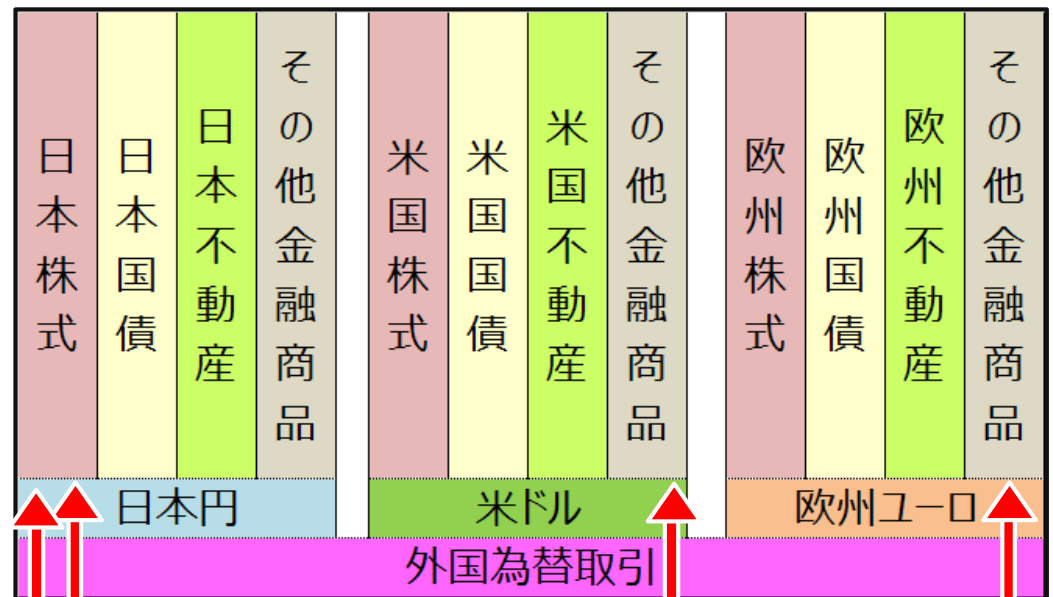 日本株式
日本国債
日本不動産
その他金融商品
日本円
米国株式
米国国債
米国不動産
その他金融商品
米ドル
欧州株式
欧州国債
欧州不動産
その他金融商品
欧州ユーロ
外国為替取引